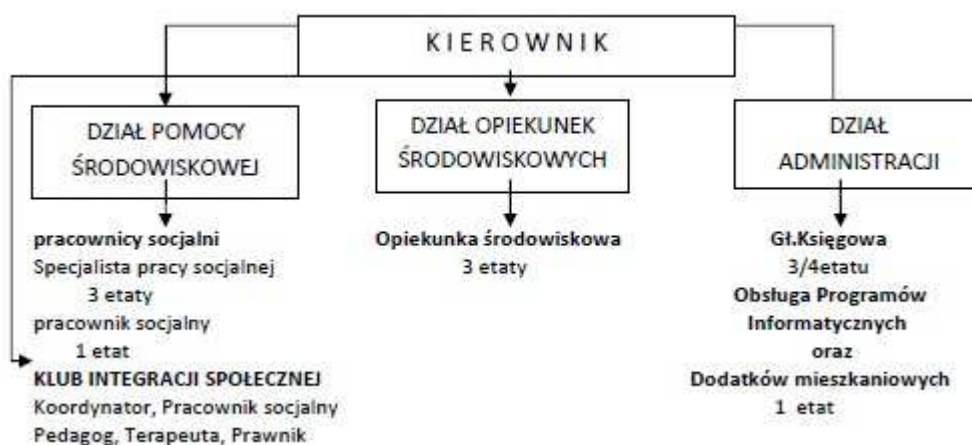 K I E R O W N I K
DZIAŁ POMOCY
ŚRODOWISKOWEJ
pracownicy socjalni
Specjalista pracy socjalnej
3 etaty
pracownik socjalny
1 etat
KLUB INTEGRACJI SPOŁECZNEJ
Koordynator, Pracownik socjalny
Pedagog, Terapeuta, Prawnik
DZIAŁ OPIEKUNEK
ŚRODOWISKOWYCH
Opiekunka środowiskowa
3 etaty
DZIAŁ
ADMINISTRACJI
Gł.Księgowa
3/4etatu
Obsługa Programów
Informatycznych
oraz
Dodatków mieszkaniowych
1 etat